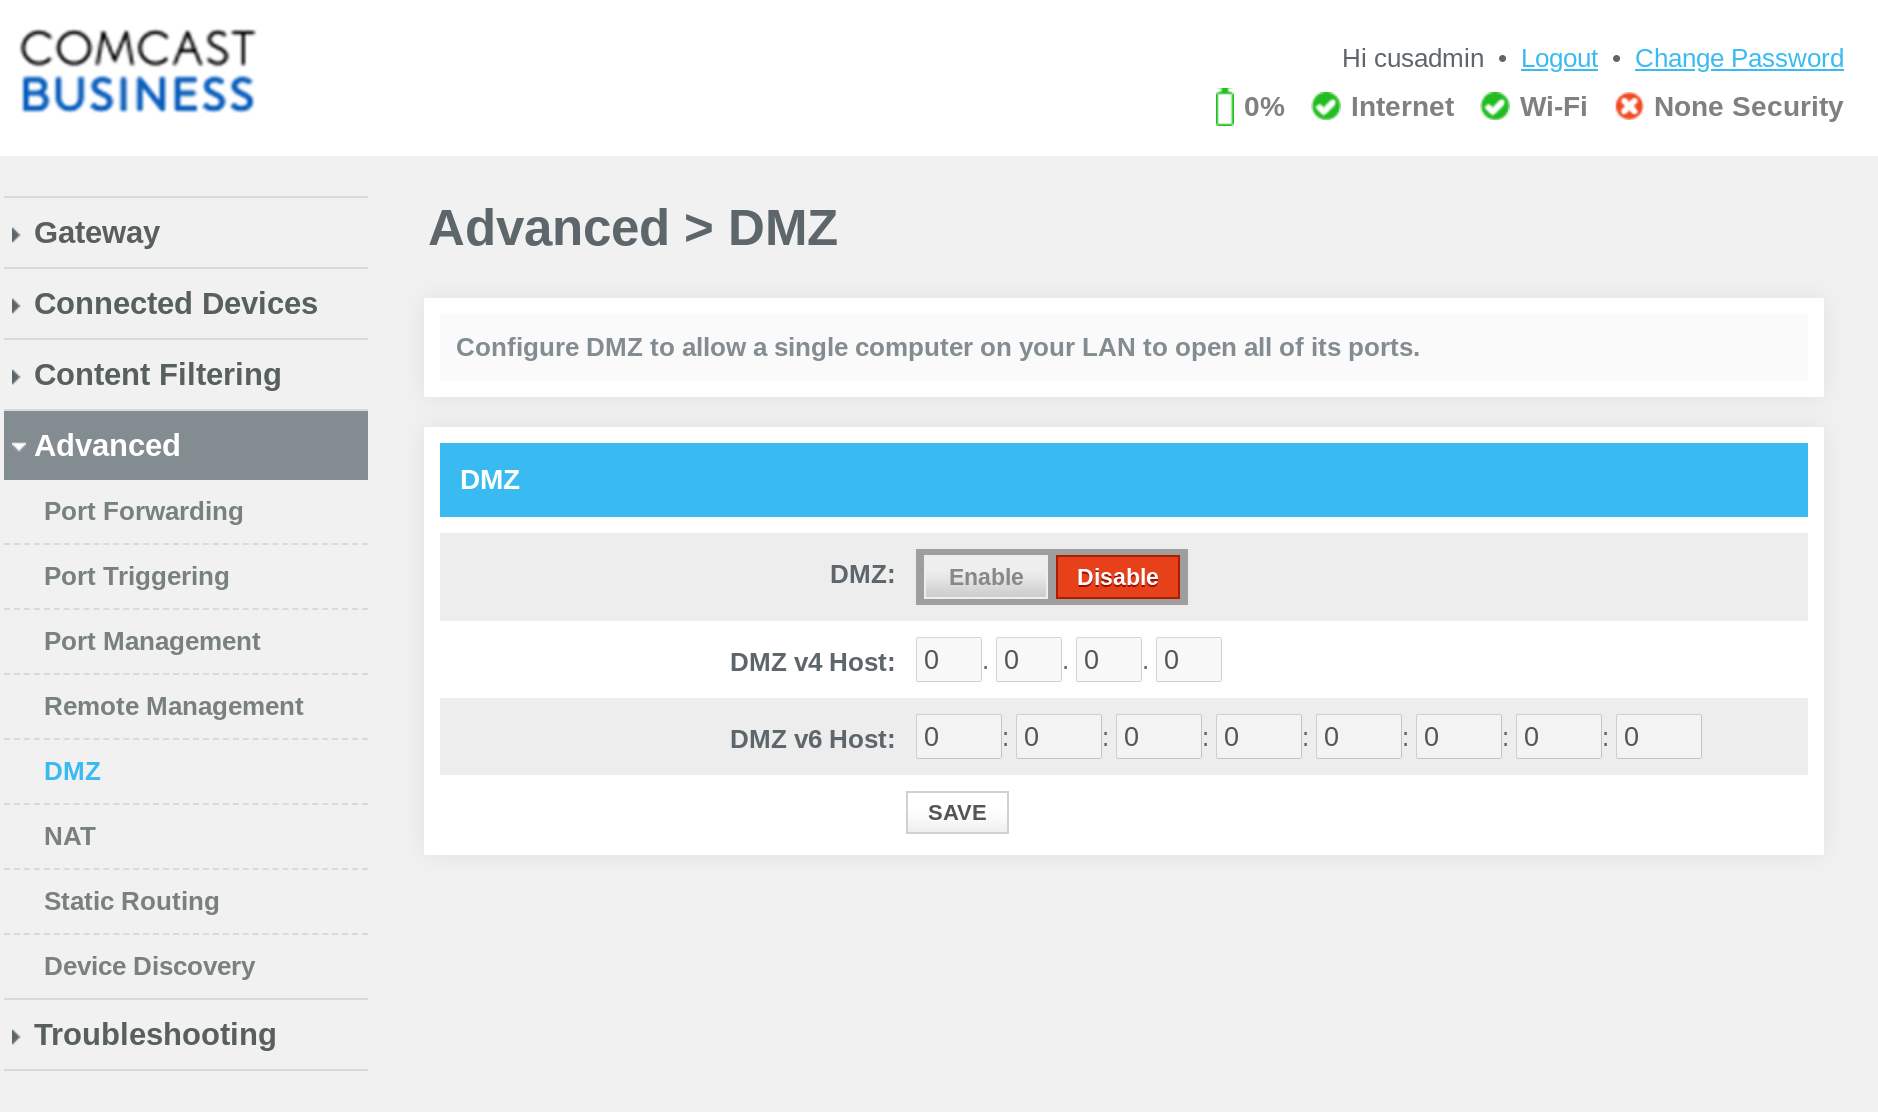 COMCAST
BUSINESS
Hi cusadmin • Logout • Change Password
0% Internet Wi-Fi None Security
Gateway
Connected Devices
Content Filtering
Advanced
Port Forwarding
Port Triggering
Port Management
Remote Management
DMZ
NAT
Static Routing
Device Discovery
Troubleshooting
Advanced > DMZ
Configure DMZ to allow a single computer on your LAN to open all of its ports.
DMZ
DMZ: Enable Disable
DMZ v4 Host: 0 . 0 . 0 . 0
DMZ v6 Host: 0 : 0 : 0 : 0 : 0 : 0 : 0 : 0
SAVE